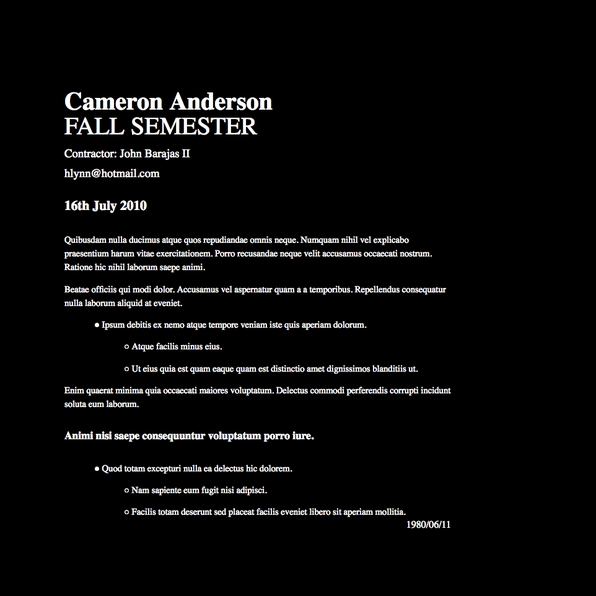 Cameron Anderson
FALL SEMESTER
Contractor: John Barajas II
hlynn@hotmail.com
16th July 2010
Quibusdam nulla ducimus atque quos repudiandae omnis neque. Numquam nihil vel explicabo
praesentium harum vitae exercitationem. Porro recusandae neque velit accusamus occaecati nostrum.
Ratione hic nihil laborum saepe animi.
Beatae officiis qui modi dolor. Accusamus vel aspernatur quam a a temporibus. Repellendus consequatur
nulla laborum aliquid at eveniet.
● Ipsum debitis ex nemo atque tempore veniam iste quis aperiam dolorum.
○ Atque facilis minus eius.
○ Ut eius quia est quam eaque quam est distinctio amet dignissimos blanditiis ut.
Enim quaerat minima quia occaecati maiores voluptatum. Delectus commodi perferendis corrupti incidunt
soluta eum laborum.
Animi nisi saepe consequuntur voluptatum porro iure.
● Quod totam excepturi nulla ea delectus hic dolorem.
○ Nam sapiente eum fugit nisi adipisci.
○ Facilis totam deserunt sed placeat facilis eveniet libero sit aperiam mollitia.
1980/06/11